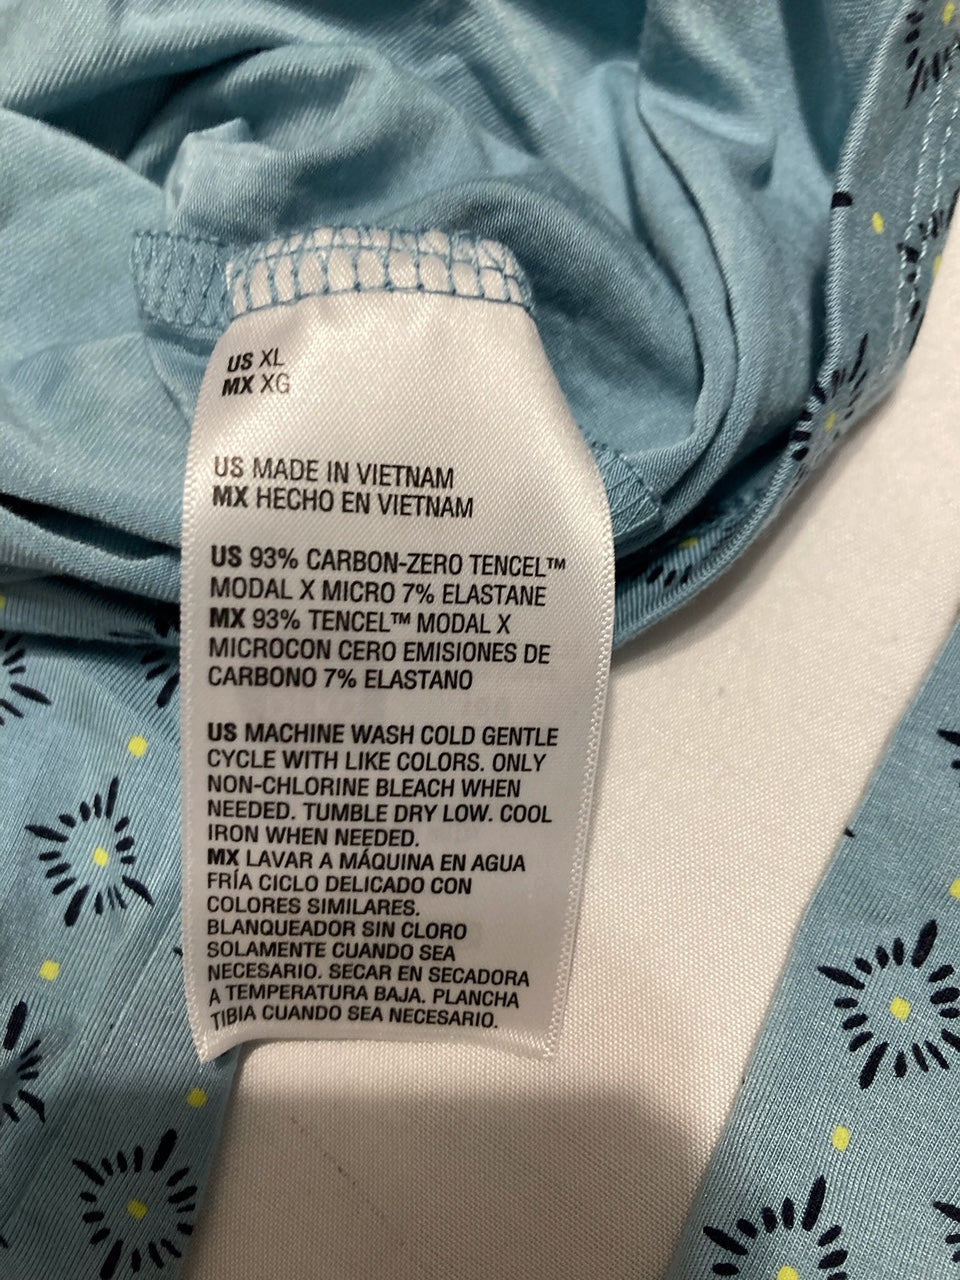 US XL
MX XG
US MADE IN VIETNAM
MX HECHO EN VIETNAM
US 93% CARBON-ZERO TENCEL™
MODAL X MICRO 7% ELASTANE
MX 93% TENCEL™ MODAL X
MICROCON CERO EMISIONES DE
CARBONO 7% ELASTANO
US MACHINE WASH COLD GENTLE
CYCLE WITH LIKE COLORS. ONLY
NON-CHLORINE BLEACH WHEN
NEEDED. TUMBLE DRY LOW. COOL
IRON WHEN NEEDED.
MX LAVAR A MÁQUINA EN AGUA
FRÍA CICLO DELICADO CON
COLORES SIMILARES.
BLANQUEADOR SIN CLORO
SOLAMENTE CUANDO SEA
NECESARIO. SECAR EN SECADORA
A TEMPERATURA BAJA. PLANCHA
TIBIA CUANDO SEA NECESARIO.